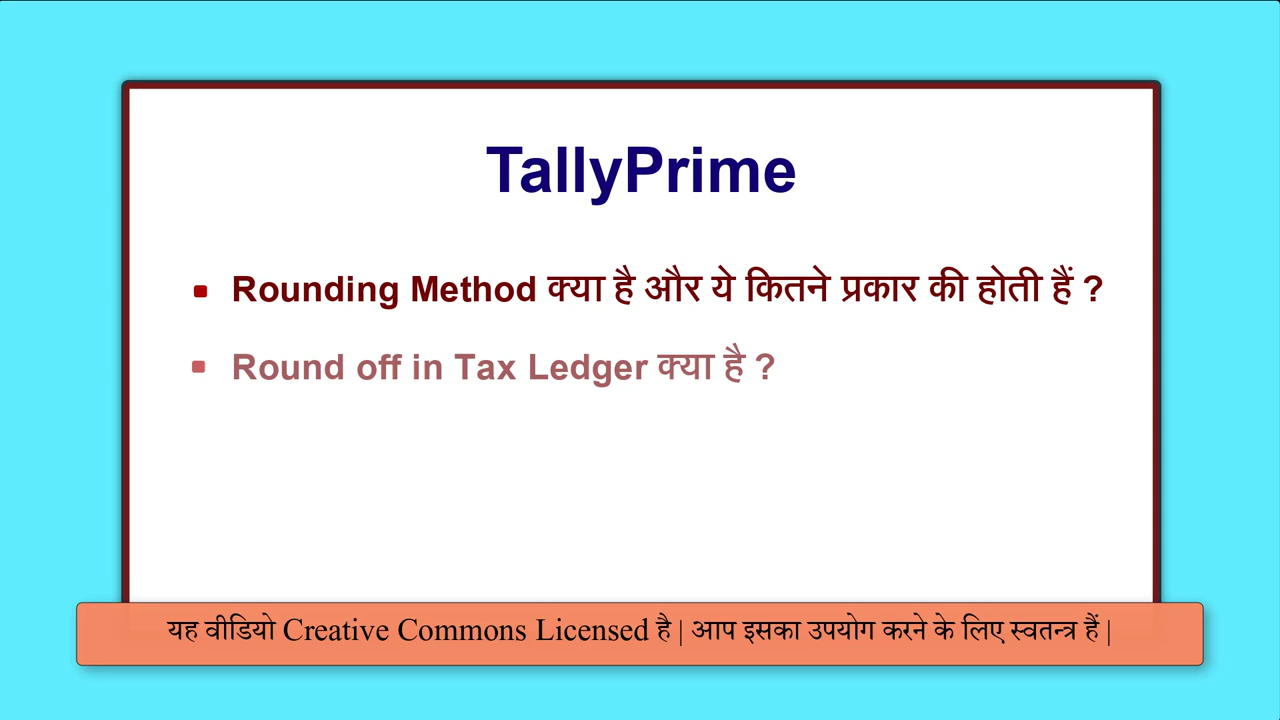 TallyPrime
Rounding Method क्या है और ये कितने प्रकार की होती हैं ?
Round off in Tax Ledger क्या है ?
यह वीडियो Creative Commons Licensed है | आप इसका उपयोग करने के लिए स्वतन्त्र हैं |